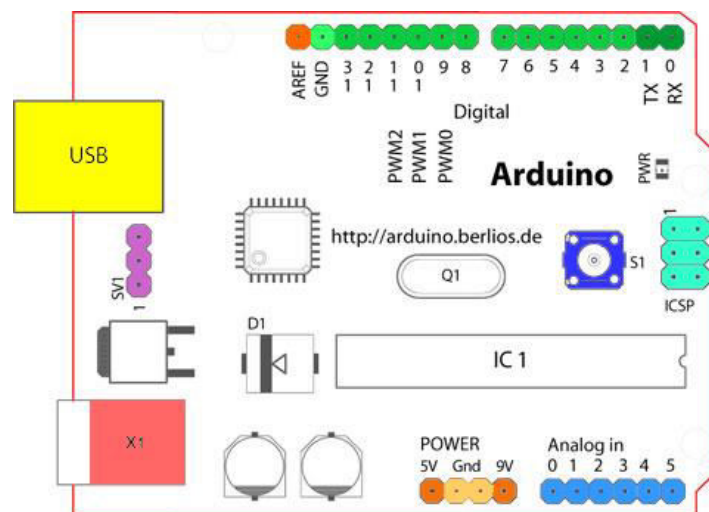 AREF GND 13 12 11 10 9 8 7 6 5 4 3 2 1 0
TX RX
Digital
PWM2 PWM1 PWM0
Arduino
PWR
USB
http://arduino.berlios.de
1
S1
Q1
SV1
1
ICSP
D1
IC 1
X1
POWER
5V Gnd 9V
Analog in
0 1 2 3 4 5